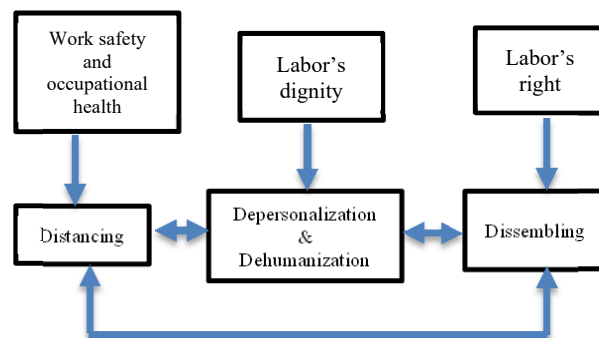 Work safety
and
occupational
health
Labor’s
dignity
Labor’s
right
Distancing
Depersonalization
&
Dehumanization
Dissembling